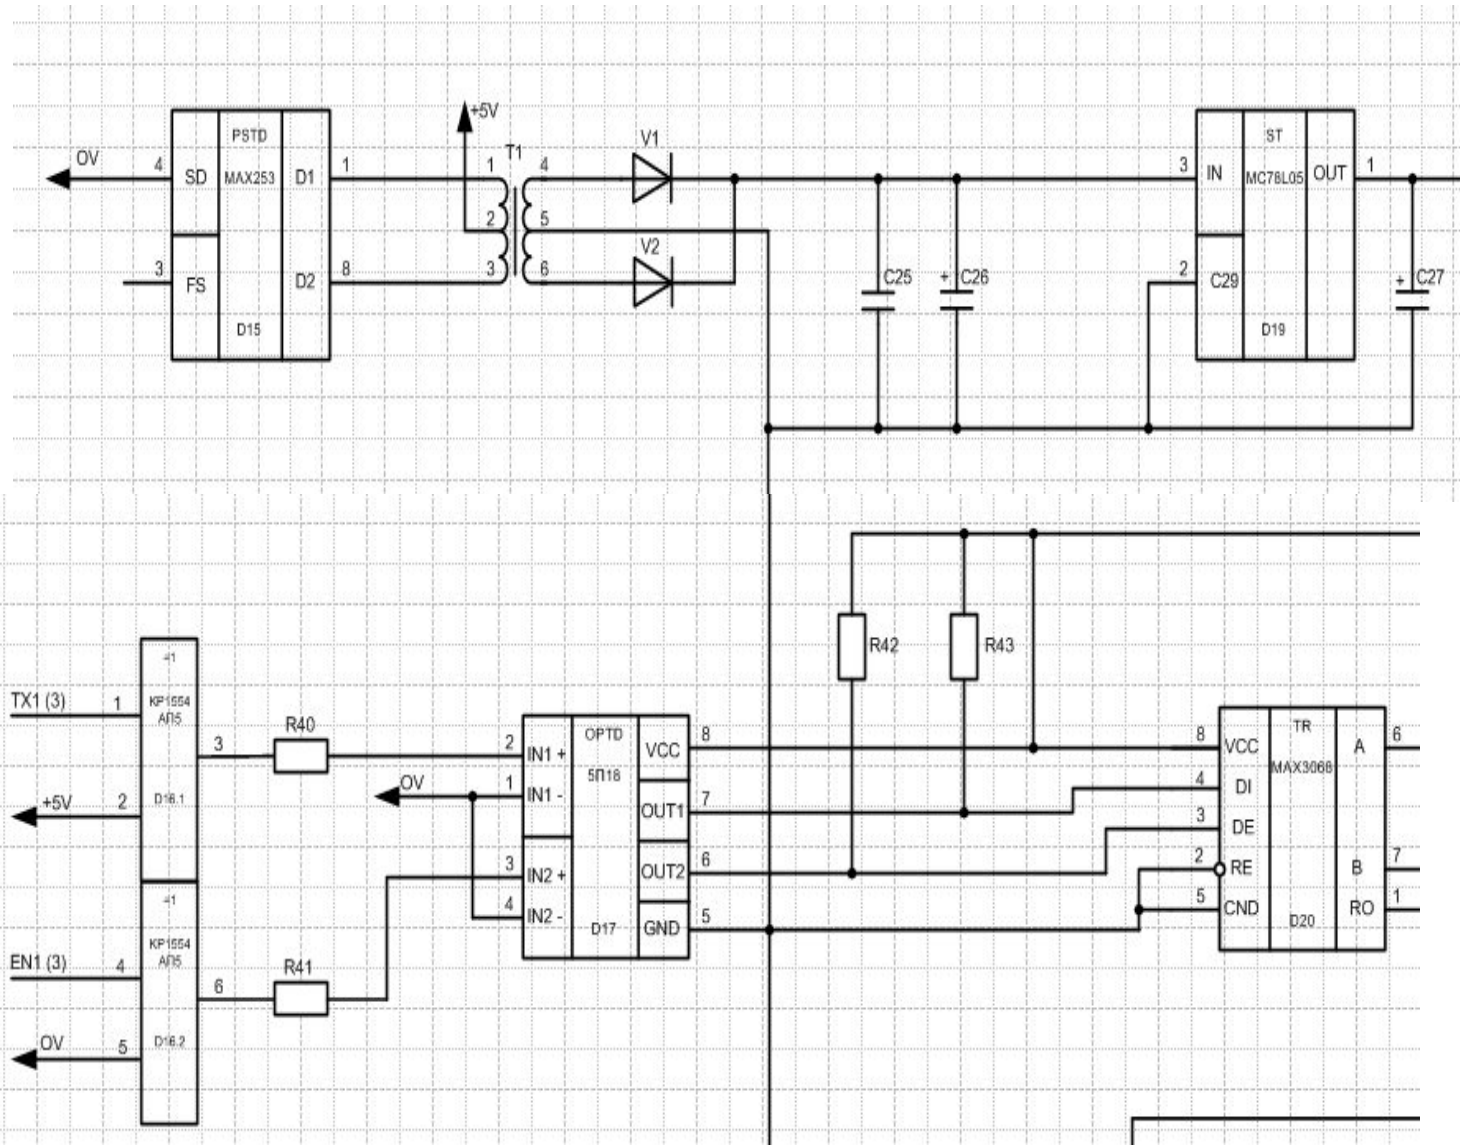 +5V
V1
PSTD
ST
T1
OV
4
SD
MAX253
D1
1
1
4
3
IN
MC78L05
OUT
1
2
5
V2
3
FS
D2
8
3
6
C25
+
C26
2
C29
+
C27
D15
D19
R42
R43
TX1 (3)
1
КР1554
АП5
R40
3
2
IN1 +
OPTD
VCC
8
8
VCC
TR
A
6
5П18
MAX3068
OV
1
IN1 -
4
DI
+5V
2
D16.1
OUT1
7
3
DE
3
IN2 +
OUT2
6
2
RE
B
7
4
IN2 -
D17
GND
5
5
CND
D20
RO
1
КР1554
АП5
EN1 (3)
4
R41
6
OV
5
D16.2